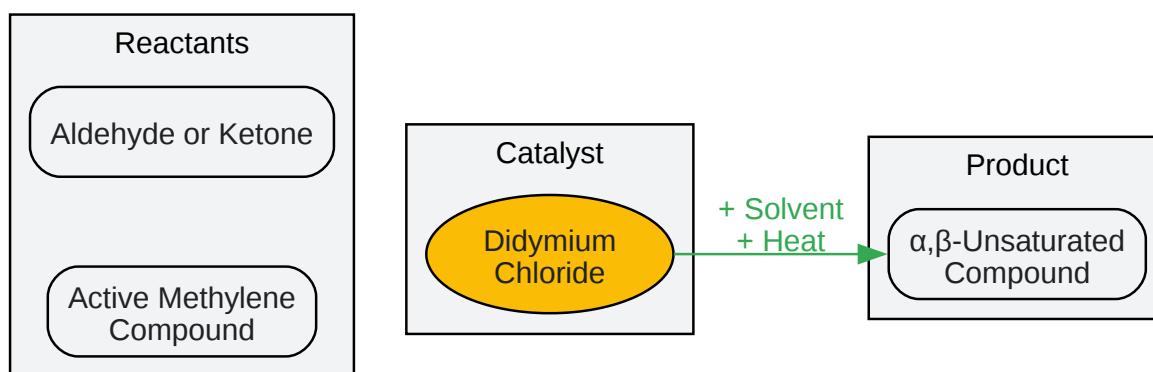 Reactants
Aldehyde or Ketone
Active Methylene
Compound
Catalyst
Didymium
Chloride
+ Solvent
+ Heat
Product
α,β-Unsaturated
Compound